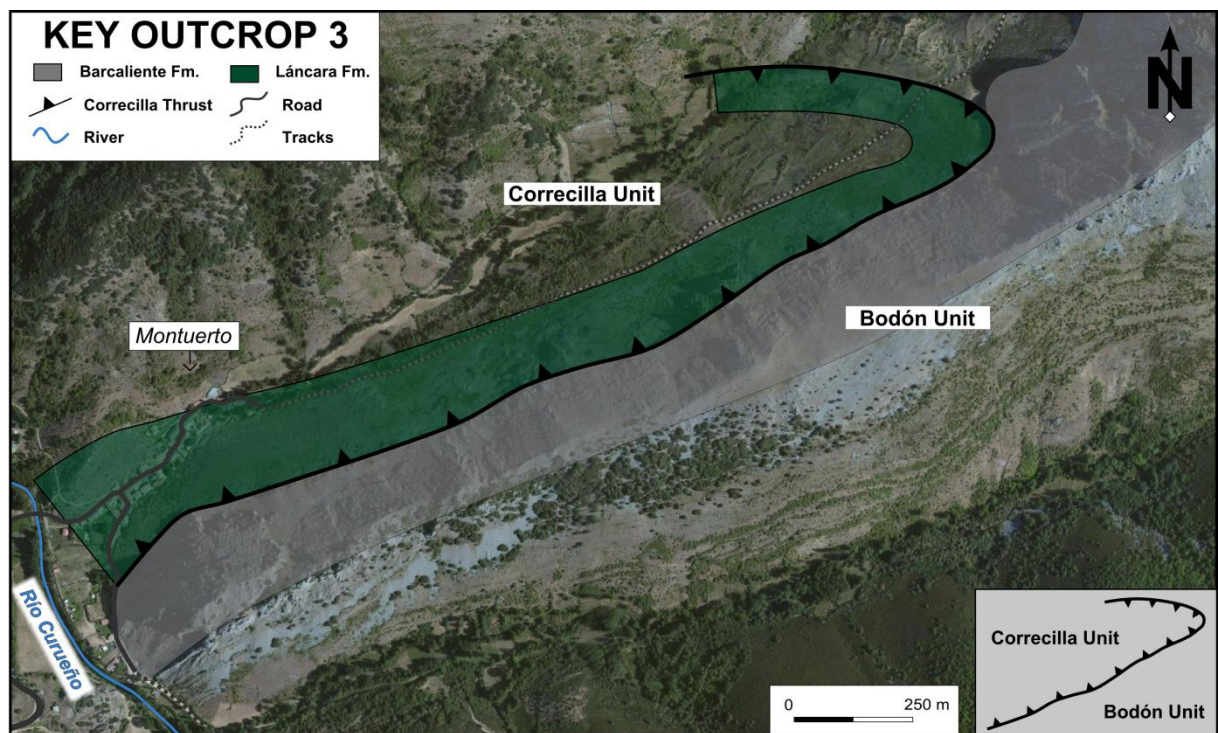 KEY OUTCROP 3
Barcaliente Fm.
Láncara Fm.
Correcilla Thrust
Road
River
Tracks
N
Correcilla Unit
Bodón Unit
Montuerto
Río Curueño
0 250 m
Correcilla Unit
Bodón Unit